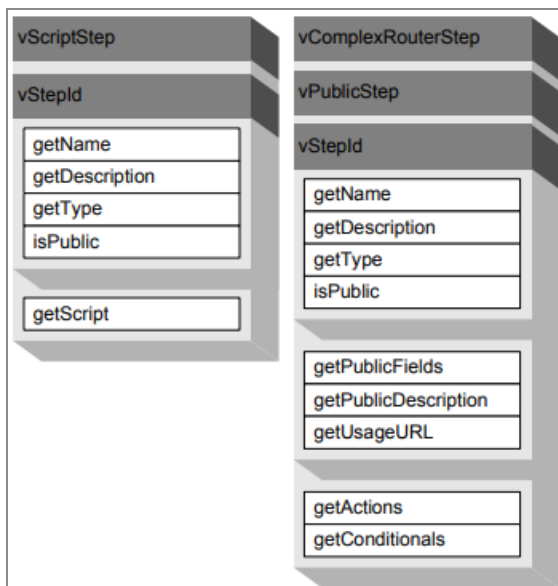 vScriptStep
vStepId
getName
getDescription
getType
isPublic
getScript
vComplexRouterStep
vPublicStep
vStepId
getName
getDescription
getType
isPublic
getPublicFields
getPublicDescription
getUsageURL
getActions
getConditionals